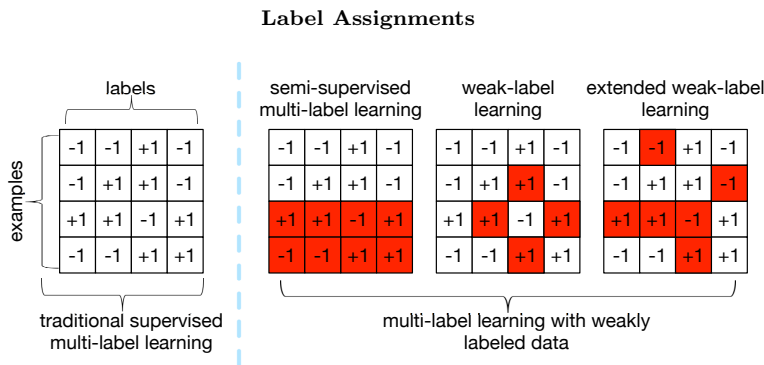 Label Assignments
labels
examples
-1 -1 +1 -1
-1 +1 +1 -1
+1 +1 -1 +1
-1 -1 +1 +1
traditional supervised
multi-label learning
semi-supervised
multi-label learning
-1 -1 +1 -1
-1 +1 +1 -1
+1 +1 -1 +1
-1 -1 +1 +1
weak-label
learning
-1 -1 +1 -1
-1 +1 +1 -1
+1 +1 -1 +1
-1 -1 +1 +1
extended weak-label
learning
-1 -1 +1 -1
-1 +1 +1 -1
+1 +1 -1 +1
-1 -1 +1 +1
multi-label learning with weakly
labeled data